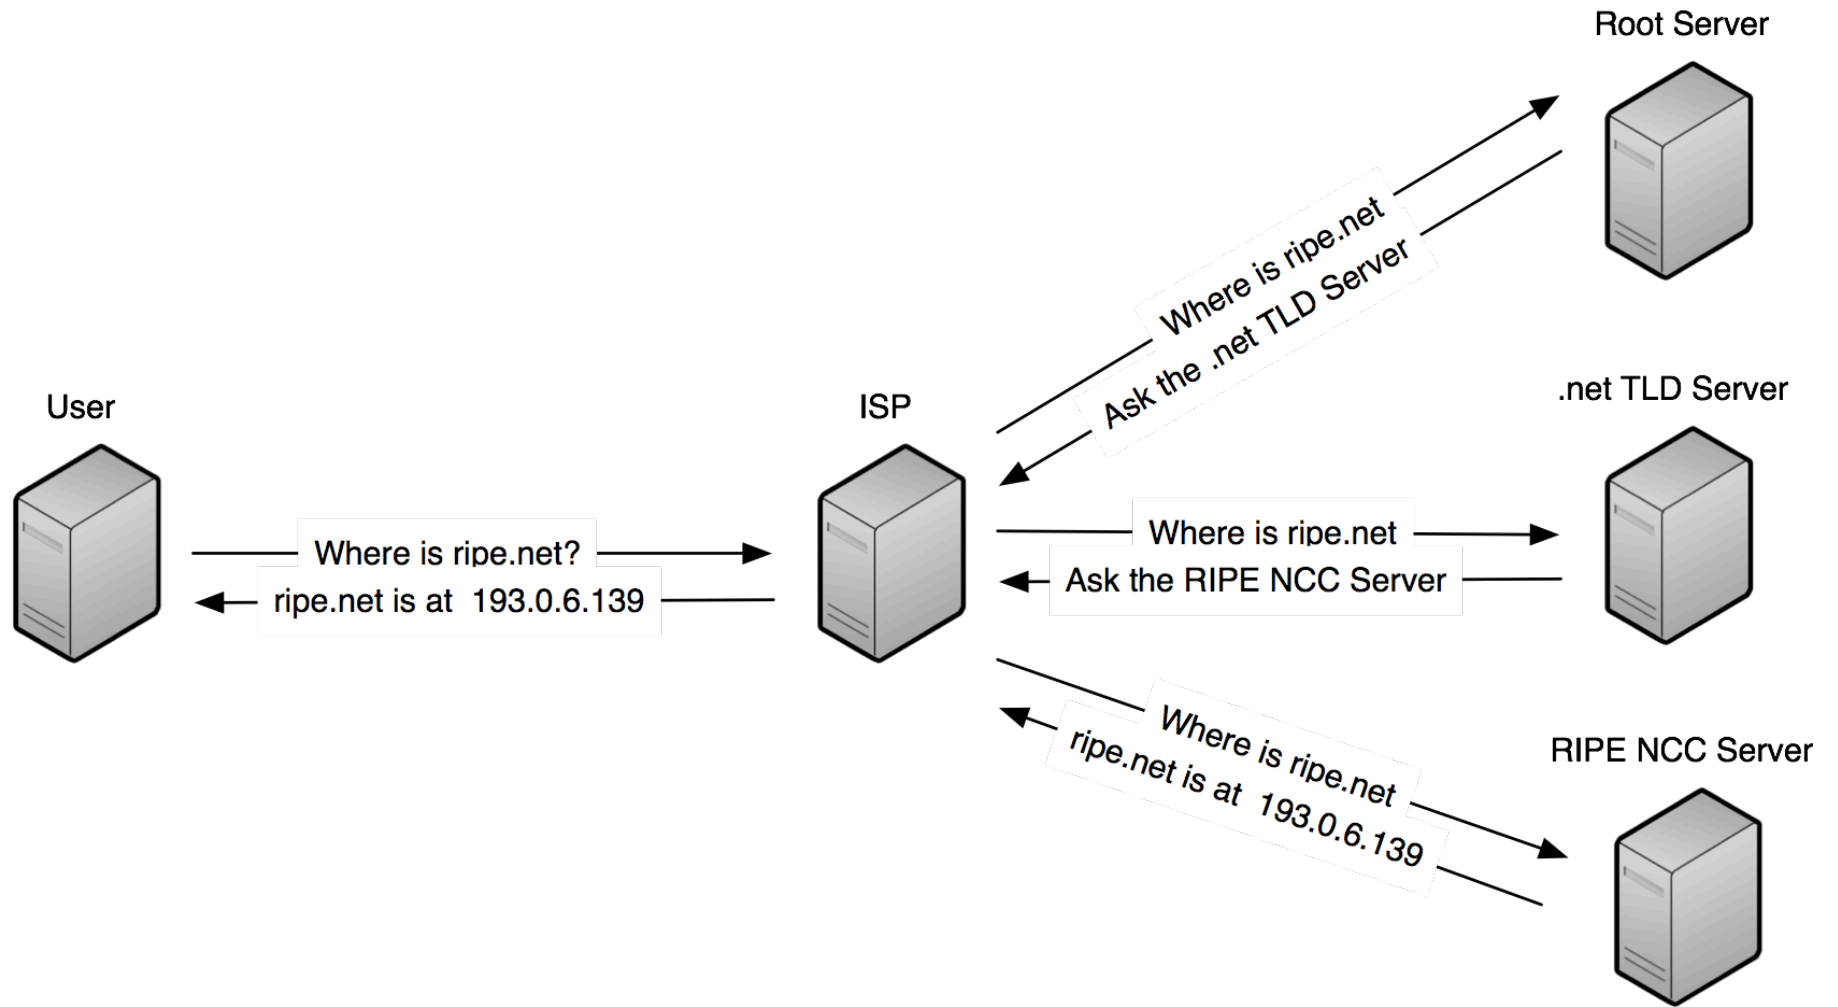 Root Server
Where is ripe.net
Ask the .net TLD Server
.net TLD Server
User
ISP
Where is ripe.net?
ripe.net is at 193.0.6.139
Where is ripe.net
Ask the RIPE NCC Server
Where is ripe.net
ripe.net is at 193.0.6.139
RIPE NCC Server